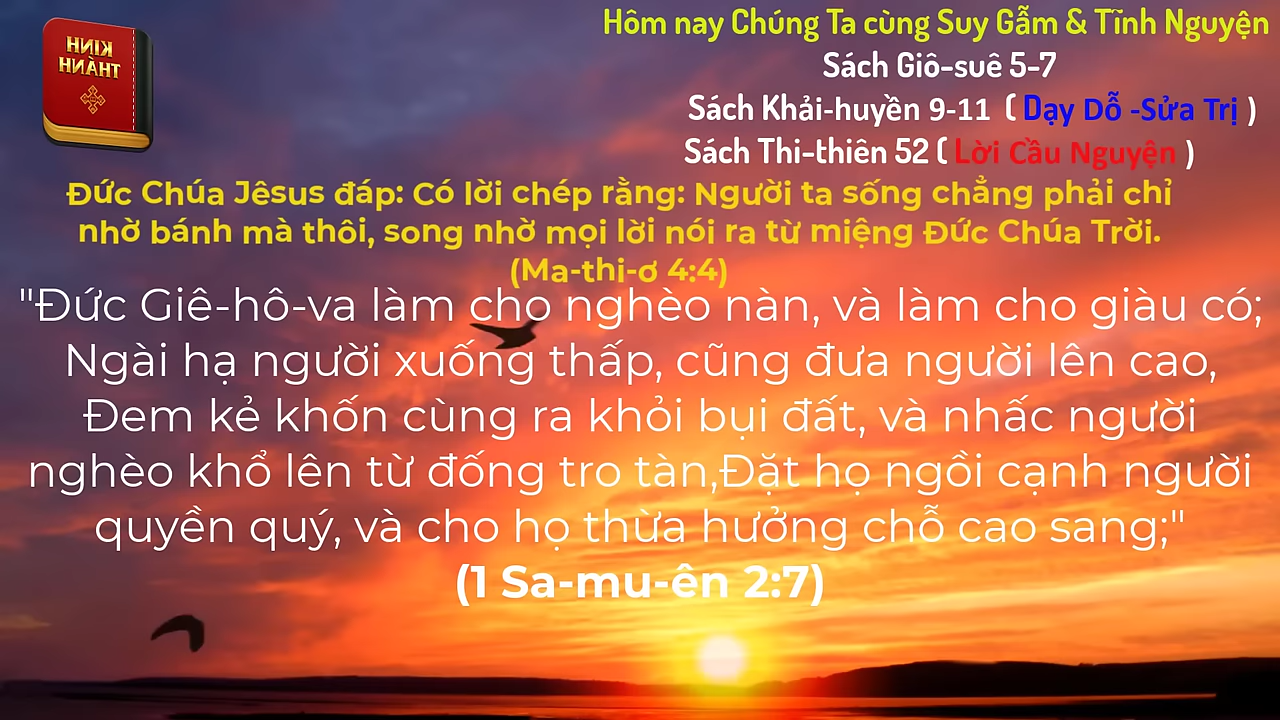 KINH
THÁNH
Hôm nay Chúng Ta cùng Suy Gẫm & Tĩnh Nguyện
Sách Giô-suê 5-7
Sách Khải-huyền 9-11 ( Dạy Dỗ -Sửa Trị )
Sách Thi-thiên 52 ( Lời Cầu Nguyện )
Đức Chúa Jêsus đáp: Có lời chép rằng: Người ta sống chẳng phải chỉ
nhờ bánh mà thôi, song nhờ mọi lời nói ra từ miệng Đức Chúa Trời.
(Ma-thi-ơ 4:4)
"Đức Giê-hô-va làm cho nghèo nàn, và làm cho giàu có;
Ngài hạ người xuống thấp, cũng đưa người lên cao,
Đem kẻ khốn cùng ra khỏi bụi đất, và nhấc người
nghèo khổ lên từ đống tro tàn,Đặt họ ngồi cạnh người
quyền quý, và cho họ thừa hưởng chỗ cao sang;"
(1 Sa-mu-ên 2:7)